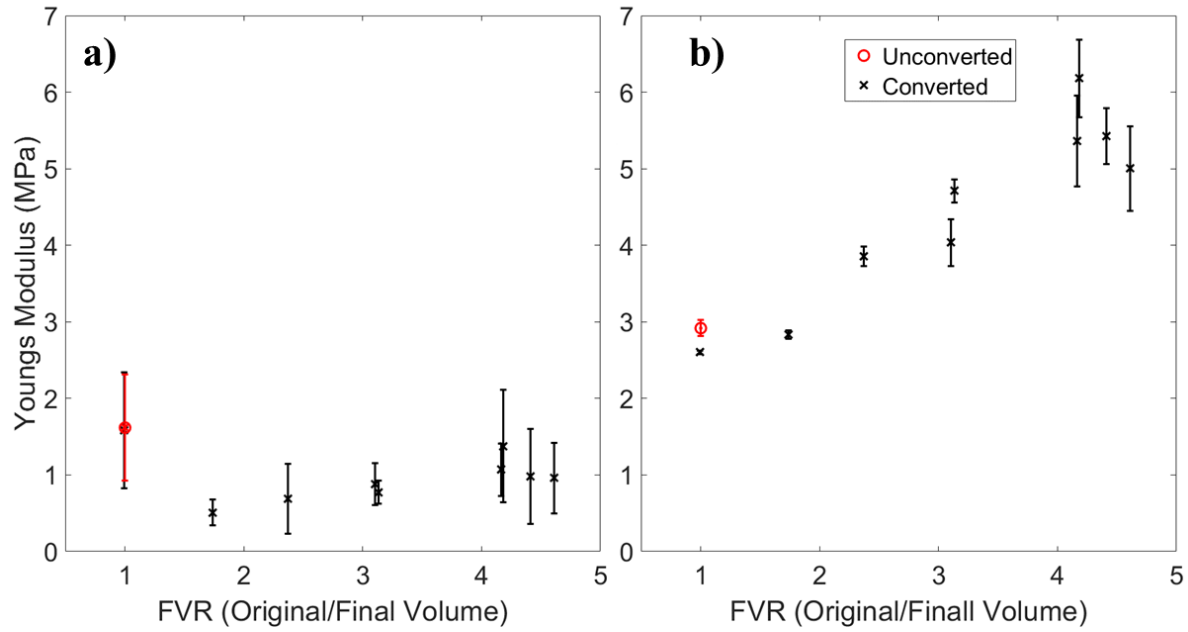 a)
Youngs Modulus (MPa)
7
6
5
4
3
2
1
0
1 2 3 4 5
FVR (Original/Final Volume)
b)
Unconverted
Converted
7
6
5
4
3
2
1
0
1 2 3 4 5
FVR (Original/Finall Volume)